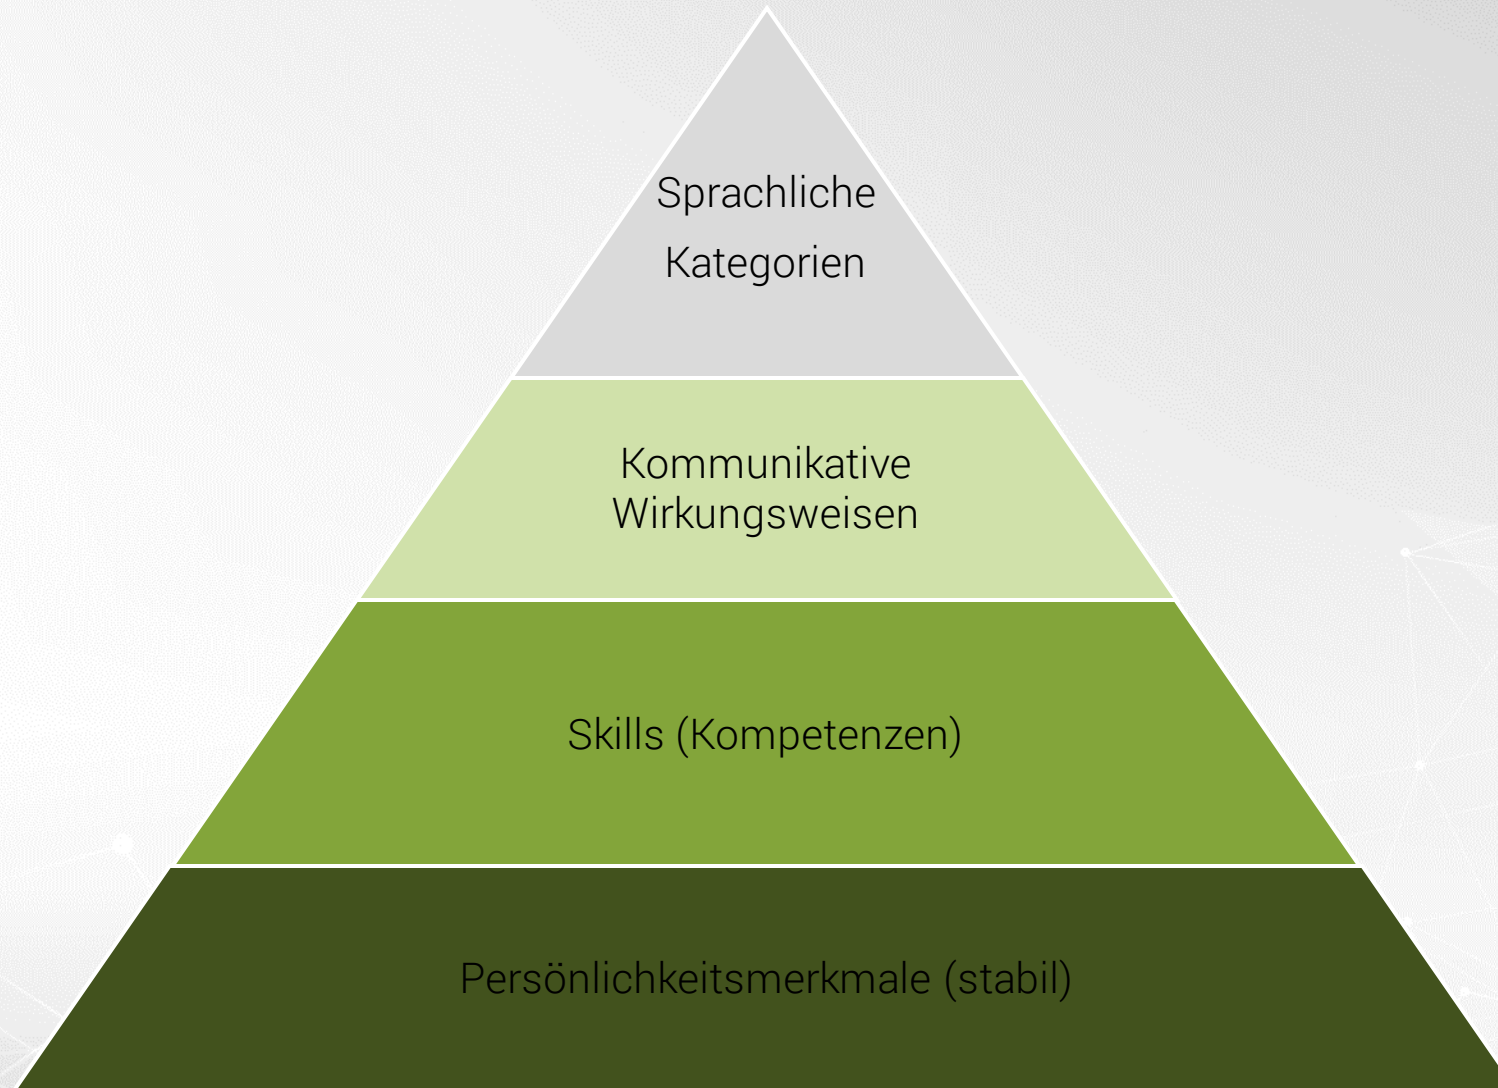 Sprachliche
Kategorien
Kommunikative
Wirkungsweisen
Skills (Kompetenzen)
Persönlichkeitsmerkmale (stabil)